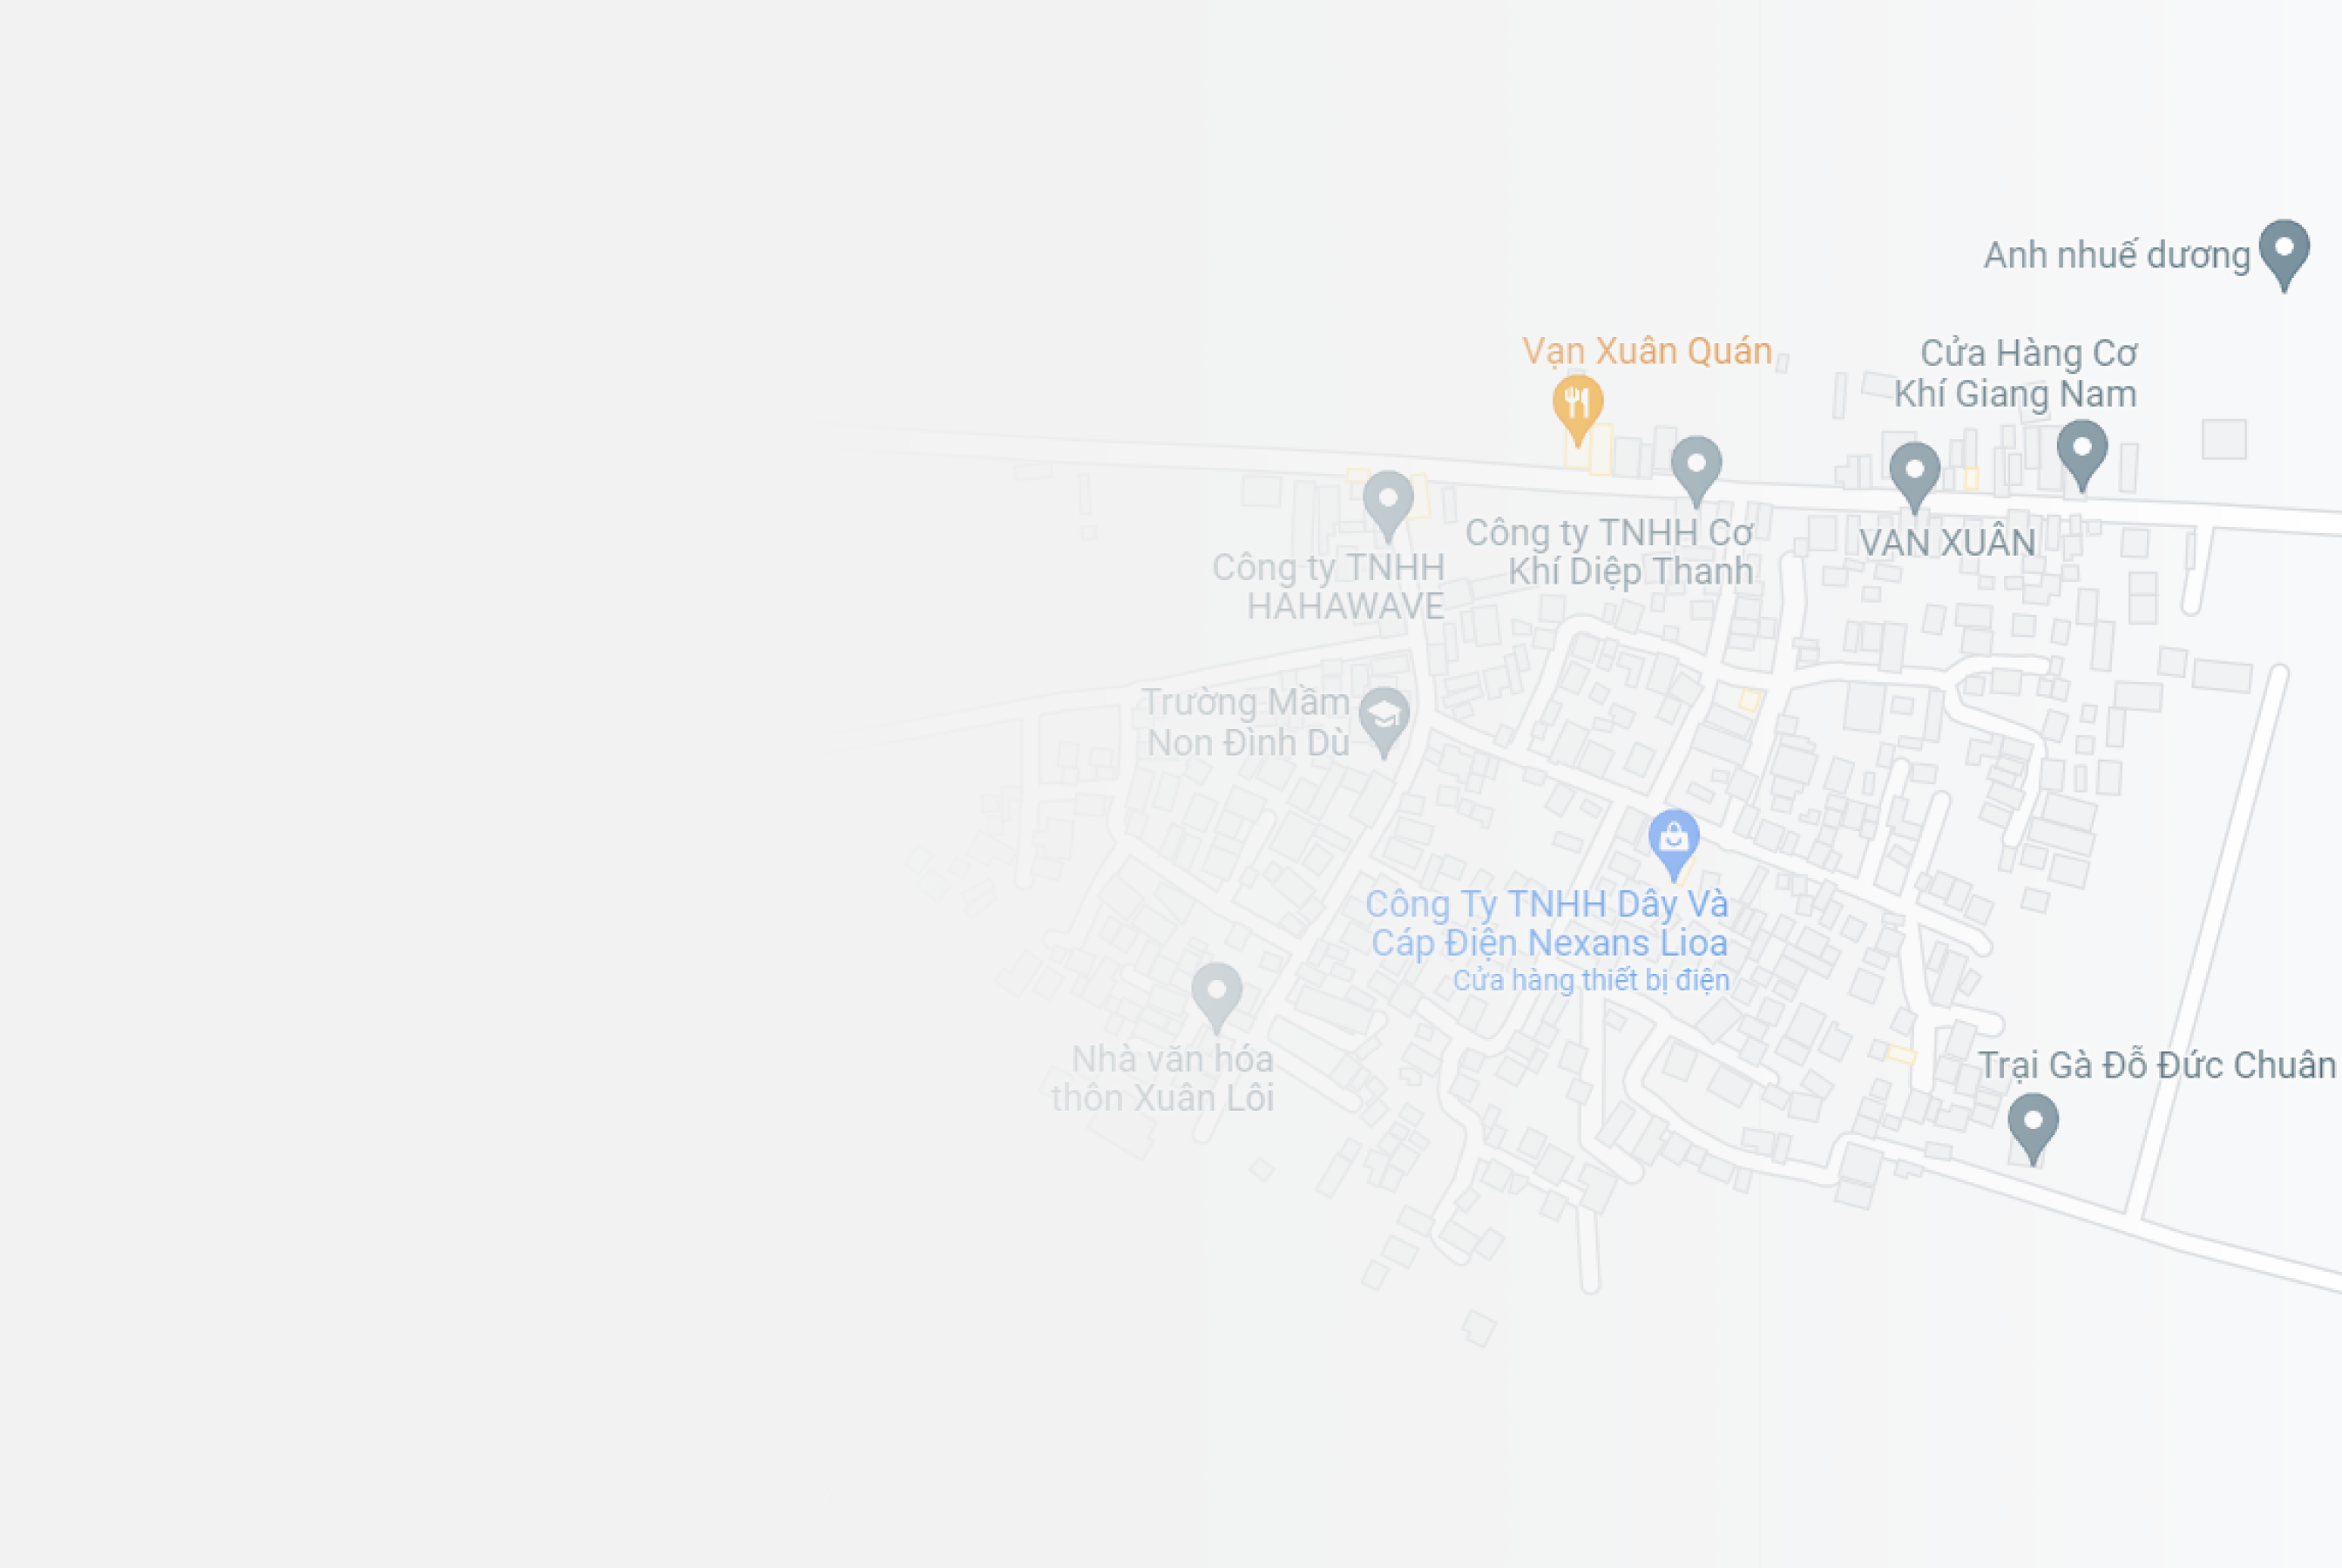 Anh nhuế dương
Vạn Xuân Quán
Cửa Hàng Cơ
Khí Giang Nam
Công ty TNHH Cơ
Khí Diệp Thanh
VẠN XUÂN
Công ty TNHH
HAHAWAVE
Trường Mầm
Non Đình Dù
Công Ty TNHH Dây Và
Cáp Điện Nexans Lioa
Cửa hàng thiết bị điện
Nhà văn hóa
thôn Xuân Lôi
Trại Gà Đỗ Đức Chuân